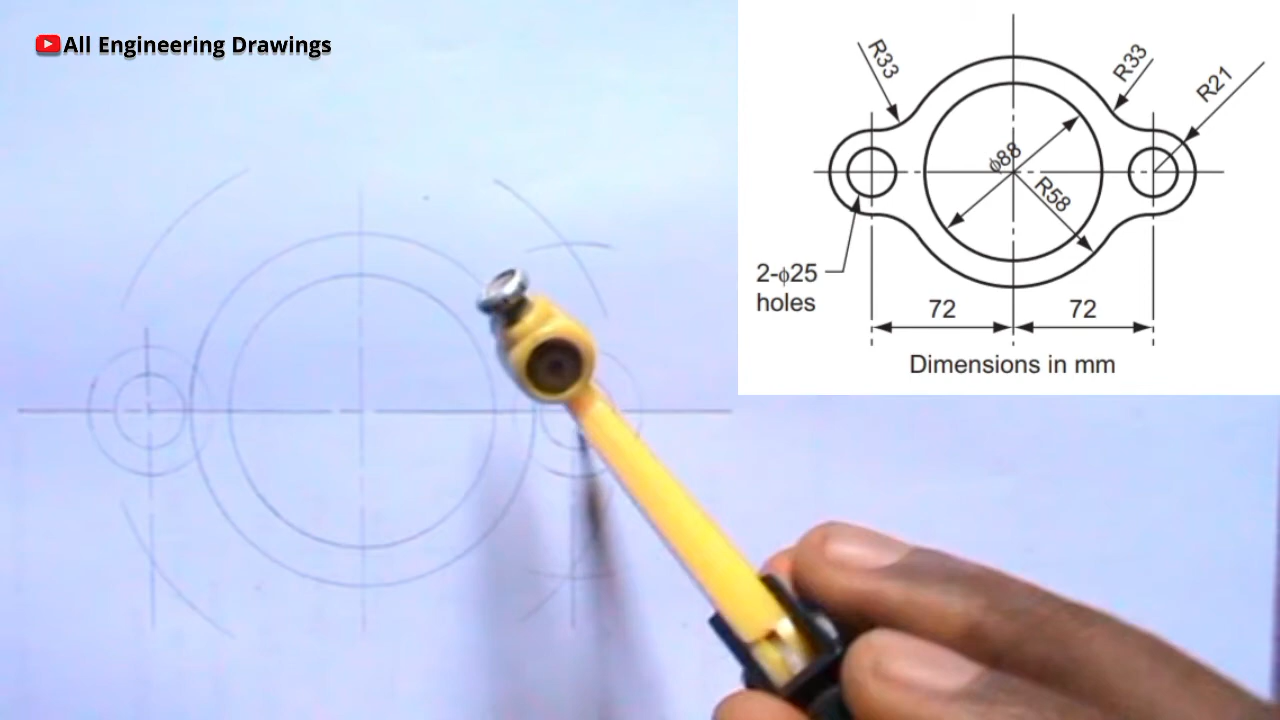 All Engineering Drawings
R33
R33
R21
ϕ88
R58
2-ϕ25
holes
72
72
Dimensions in mm